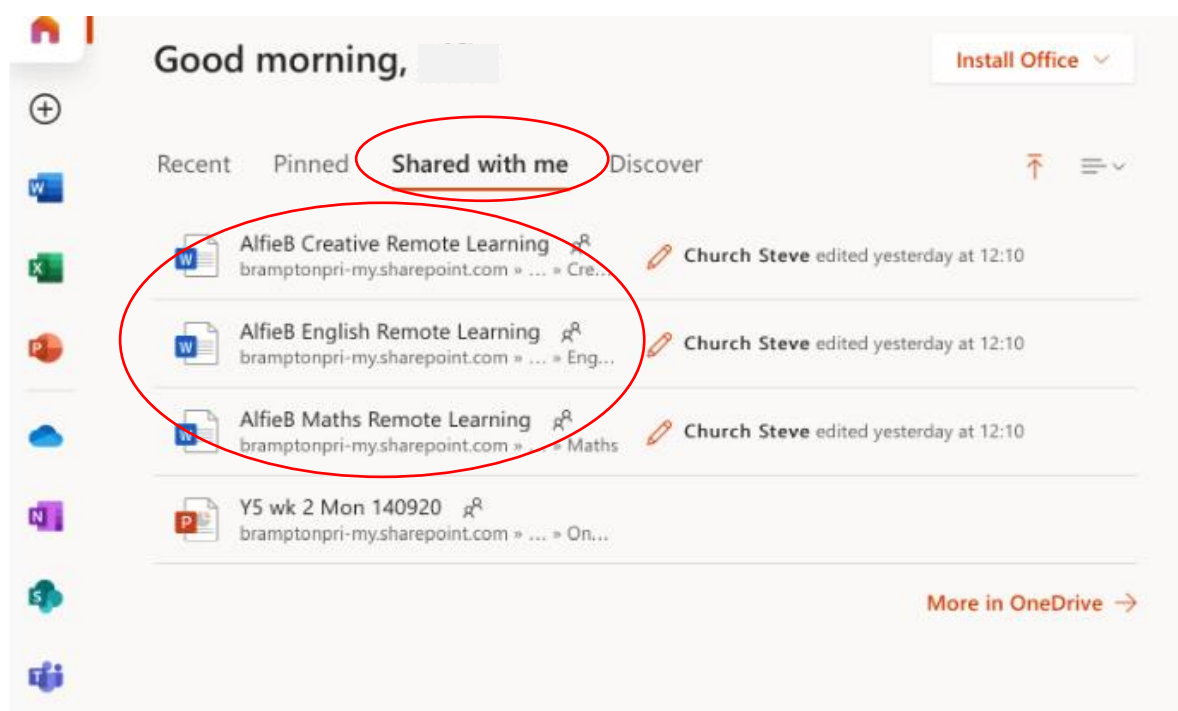 Good morning,
Install Office
Recent Pinned Shared with me Discover
AlfieB Creative Remote Learning
bramptonpri-my.sharepoint.com » ... » Cre...
Church Steve edited yesterday at 12:10
AlfieB English Remote Learning
bramptonpri-my.sharepoint.com » ... » Eng...
Church Steve edited yesterday at 12:10
AlfieB Maths Remote Learning
bramptonpri-my.sharepoint.com » ... » Maths
Church Steve edited yesterday at 12:10
Y5 wk 2 Mon 140920
bramptonpri-my.sharepoint.com » ... » On...
More in OneDrive →